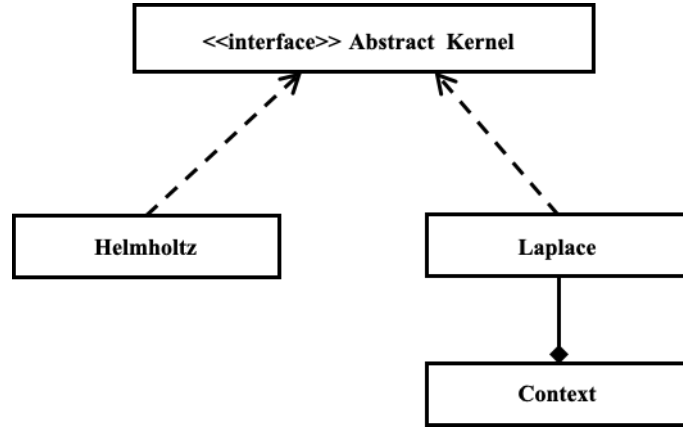 <<interface>> Abstract Kernel
Helmholtz
Laplace
Context